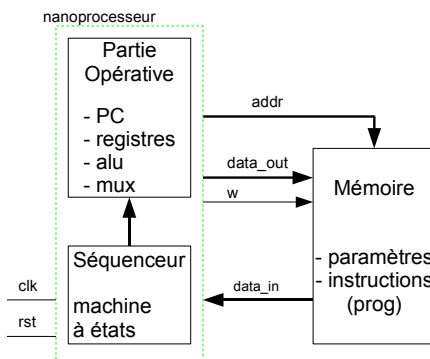 nanoprocesseur
Partie
Opérative
- PC
- registres
- alu
- mux
addr
data_out
w
Mémoire
- paramètres
- instructions
(prog)
Séquenceur
machine
à états
data_in
clk
rst